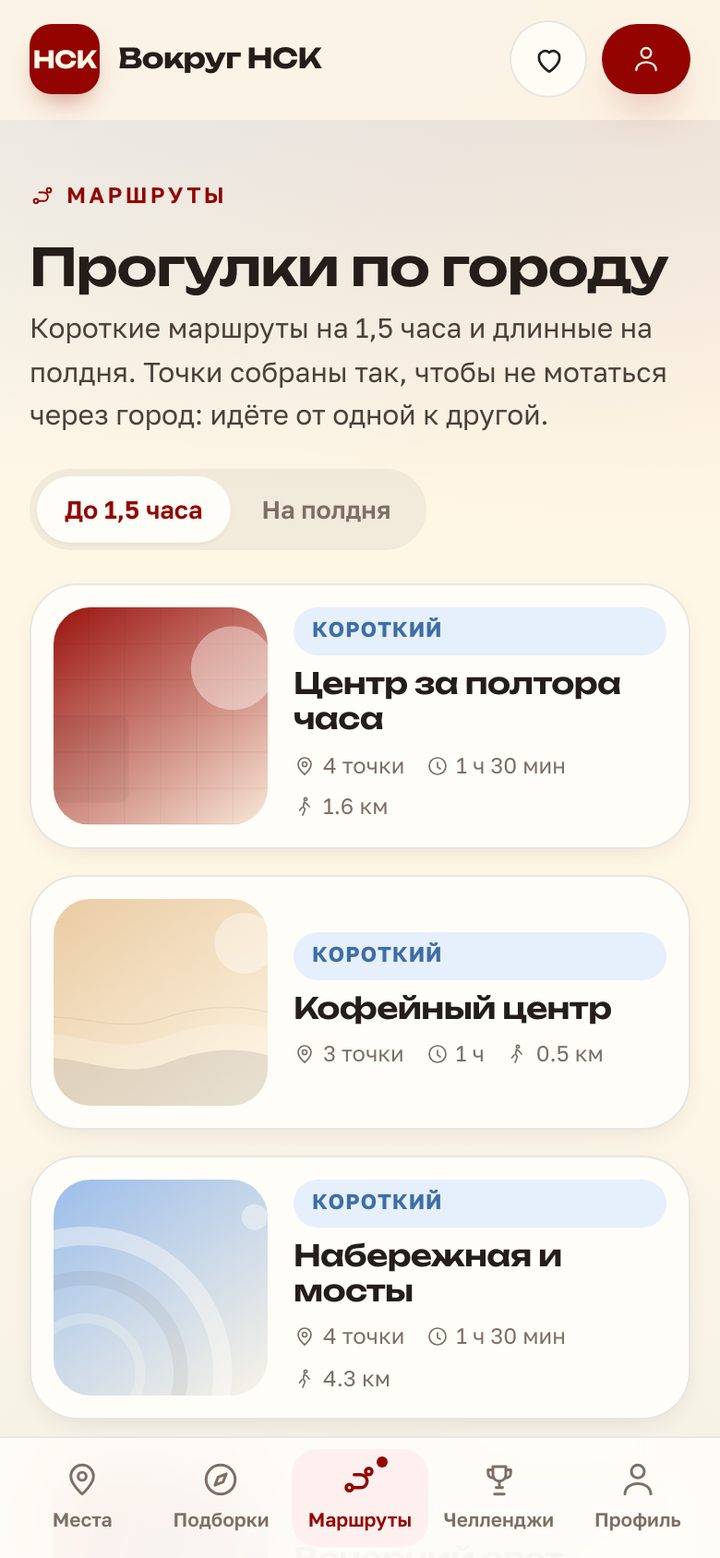 НСК
Вокруг НСК
МАРШРУТЫ
Прогулки по городу
Короткие маршруты на 1,5 часа и длинные на
полдня. Точки собраны так, чтобы не мотаться
через город: идёте от одной к другой.
До 1,5 часа
На полдня
КОРОТКИЙ
Центр за полтора
часа
4 точки 1 ч 30 мин
1.6 км
КОРОТКИЙ
Кофейный центр
3 точки 1 ч 0.5 км
КОРОТКИЙ
Набережная и
мосты
4 точки 1 ч 30 мин
4.3 км
Места
Подборки
Маршруты
Челленджи
Профиль